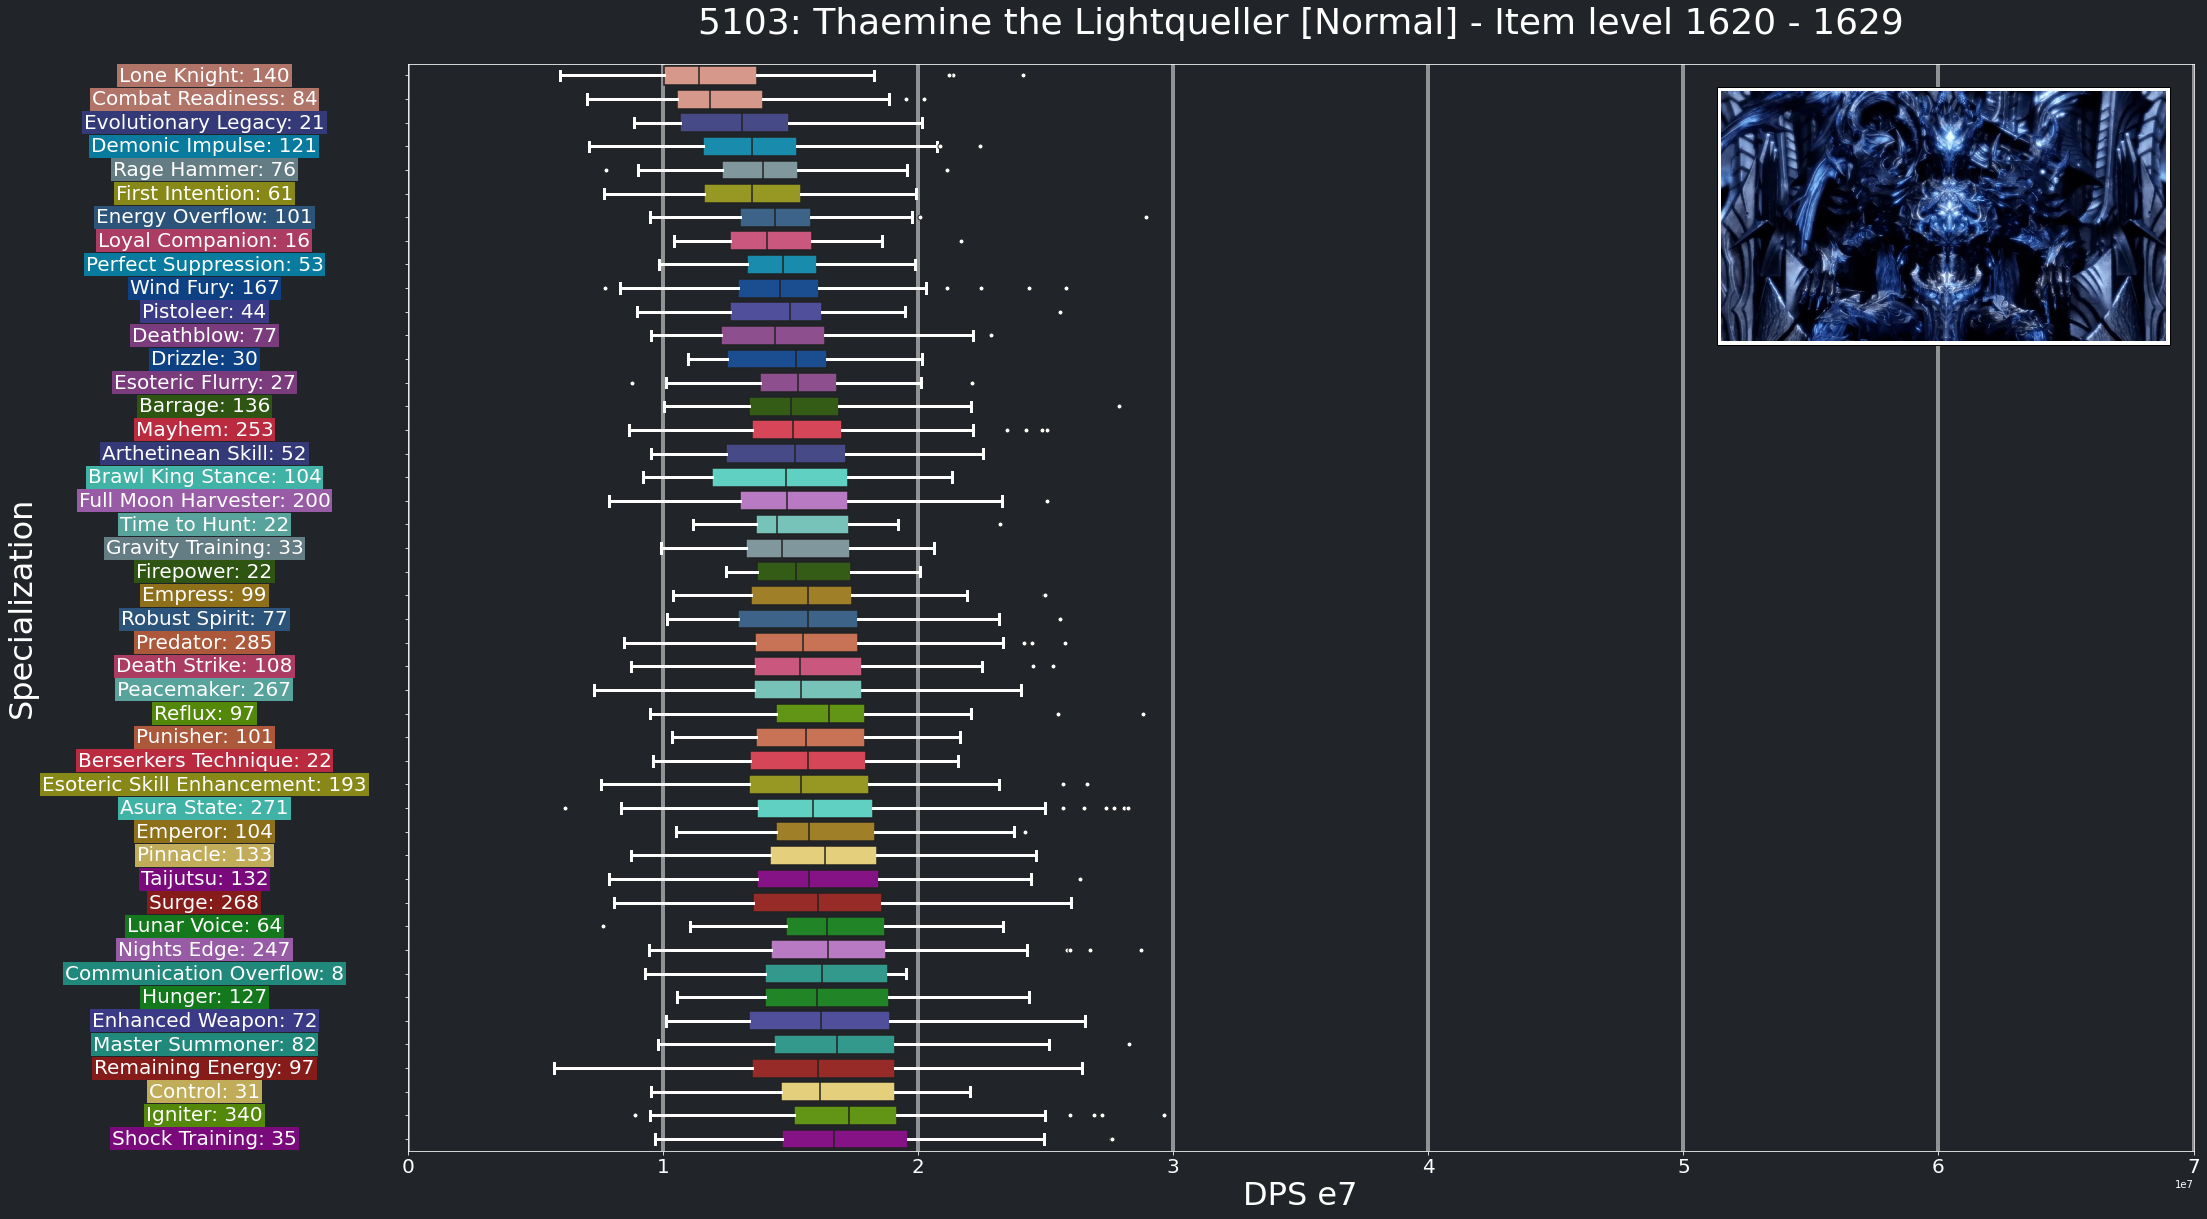 5103: Thaemine the Lightqueller [Normal] - Item level 1620 - 1629
Specialization
Lone Knight: 140
Combat Readiness: 84
Evolutionary Legacy: 21
Demonic Impulse: 121
Rage Hammer: 76
First Intention: 61
Energy Overflow: 101
Loyal Companion: 16
Perfect Suppression: 53
Wind Fury: 167
Pistoleer: 44
Deathblow: 77
Drizzle: 30
Esoteric Flurry: 27
Barrage: 136
Mayhem: 253
Arthetinean Skill: 52
Brawl King Stance: 104
Full Moon Harvester: 200
Time to Hunt: 22
Gravity Training: 33
Firepower: 22
Empress: 99
Robust Spirit: 77
Predator: 285
Death Strike: 108
Peacemaker: 267
Reflux: 97
Punisher: 101
Berserkers Technique: 22
Esoteric Skill Enhancement: 193
Asura State: 271
Emperor: 104
Pinnacle: 133
Taijutsu: 132
Surge: 268
Lunar Voice: 64
Nights Edge: 247
Communication Overflow: 8
Hunger: 127
Enhanced Weapon: 72
Master Summoner: 82
Remaining Energy: 97
Control: 31
Igniter: 340
Shock Training: 35
0 1 2 3 4 5 6 7
1e7
DPS e7